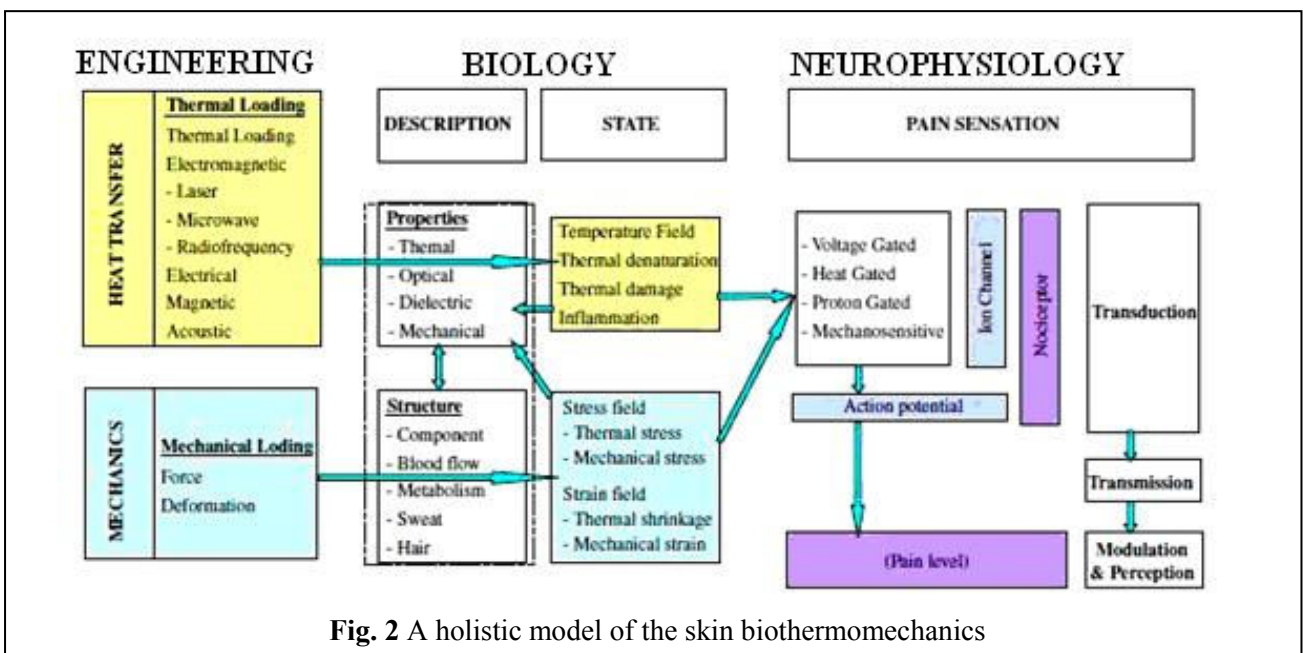 ENGINEERING
BIOLOGY
NEUROPHYSIOLOGY
HEAT TRANSFER
Thermal Loading
Thermal Loading
Electromagnetic
- Laser
- Microwave
- Radiofrequency
Electrical
Magnetic
Acoustic
MECHANICS
Mechanical Loding
Force
Deformation
DESCRIPTION
STATE
Properties
- Themal
- Optical
- Dielectric
- Mechanical
Structure
- Component
- Blood flow
- Metabolism
- Sweat
- Hair
Temperature Field
Thermal denaturation
Thermal damage
Inflammation
Stress field
- Thermal stress
- Mechanical stress
Strain field
- Thermal shrinkage
- Mechanical strain
PAIN SENSATION
- Voltage Gated
- Heat Gated
- Proton Gated
- Mechanosensitive
Ion Channel
Nociceptor
Action potential
(Pain level)
Transduction
Transmission
Modulation
& Perception
Fig. 2 A holistic model of the skin biothermomechanics